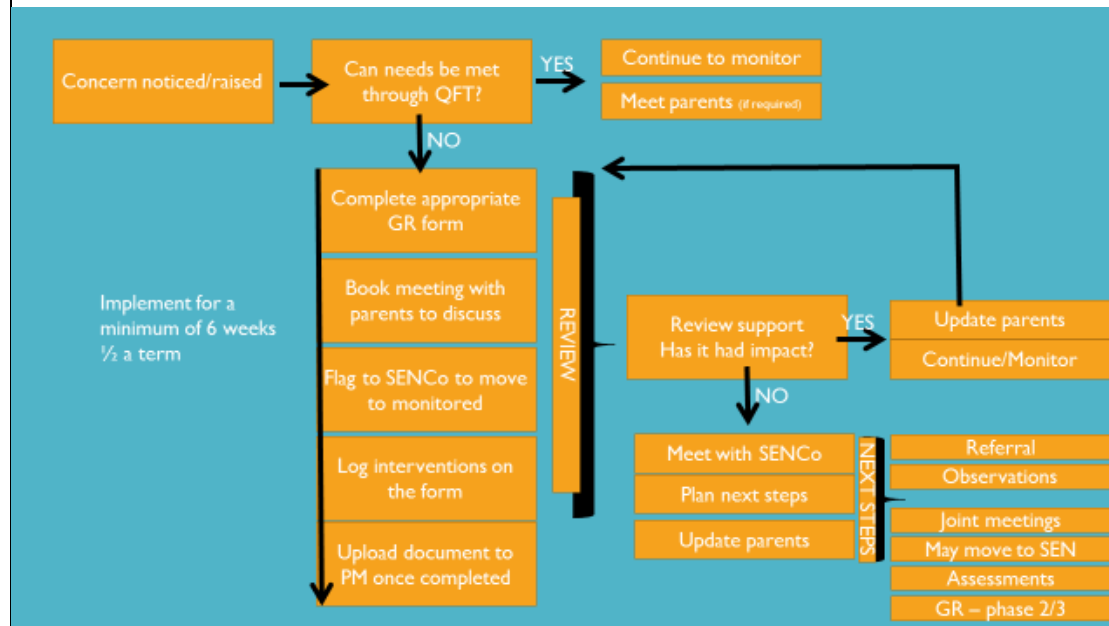 Concern noticed/raised
Can needs be met
through QFT?
YES
Continue to monitor
Meet parents (if required)
NO
Complete appropriate
GR form
Book meeting with
parents to discuss
Flag to SENCo to move
to monitored
Log interventions on
the form
Upload document to
PM once completed
Implement for a
minimum of 6 weeks
½ a term
REVIEW
Review support
Has it had impact?
YES
Update parents
Continue/Monitor
NO
Meet with SENCo
Plan next steps
Update parents
NEXT STEPS
Referral
Observations
Joint meetings
May move to SEN
Assessments
GR – phase 2/3